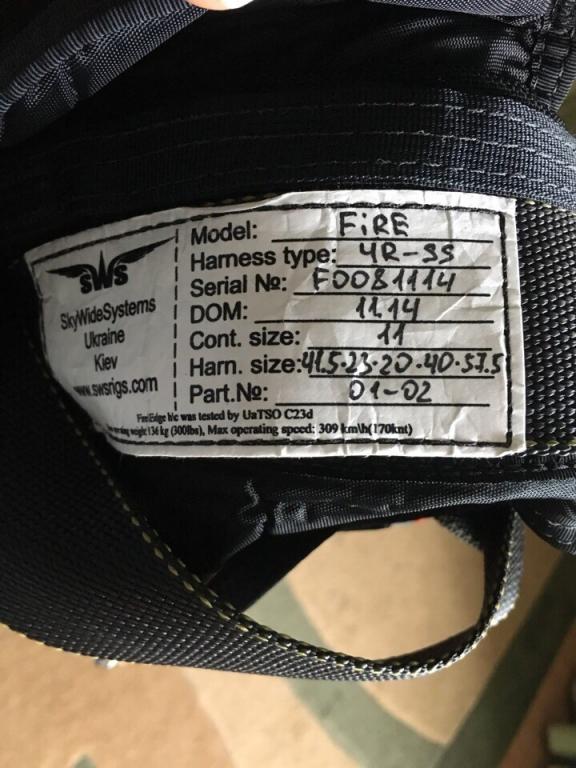 sws
SkyWideSystems
Ukraine
Kiev
www.swsrigs.com
Model: FiRE
Harness type: 4R-SS
Serial №: F0081114
DOM: 11.14
Cont. size: 11
Harn. size: 41.5-23-20-40-57.5
Part.№: 01-02
Fire\Edge h\c was tested by UaTSO C23d
weight 136 kg (300lbs), Max operating speed: 309 km\h(170knt)